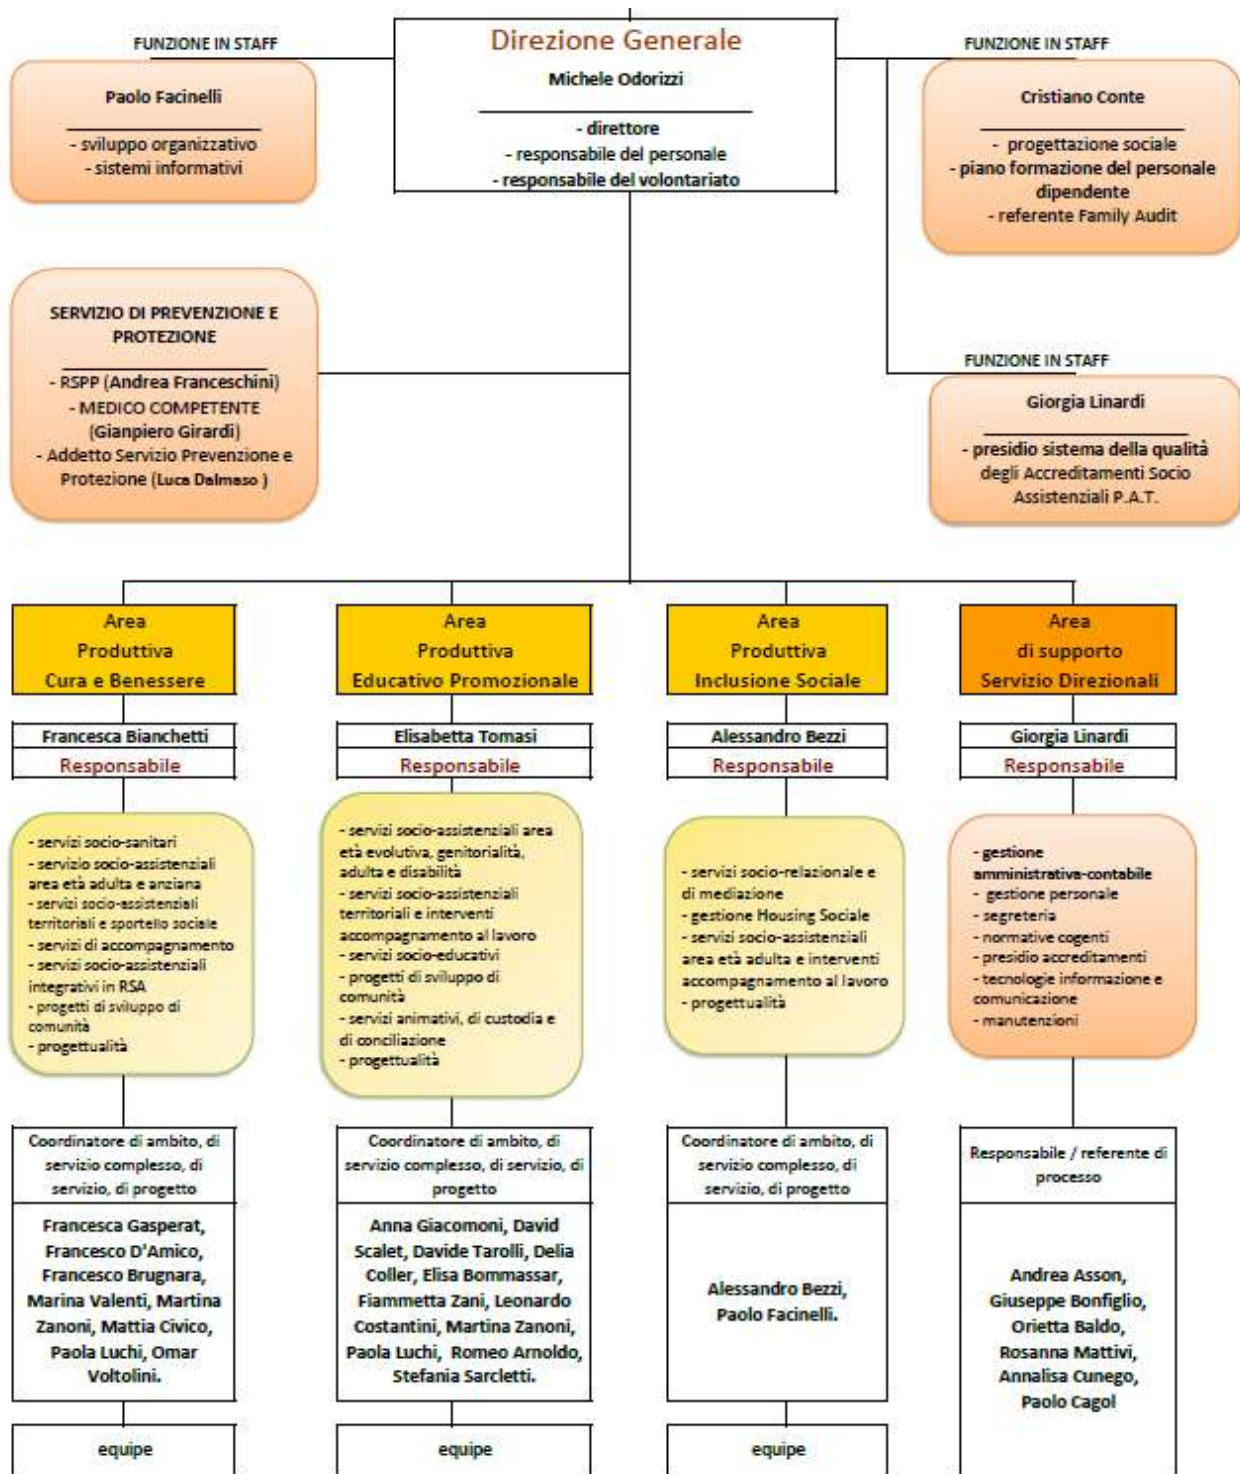 FUNZIONE IN STAFF
Paolo Facinelli
- sviluppo organizzativo
- sistemi informativi
Direzione Generale
Michele Odorizzi
- direttore
- responsabile del personale
- responsabile del volontariato
FUNZIONE IN STAFF
Cristiano Conte
- progettazione sociale
- piano formazione del personale
dipendente
- referente Family Audit
SERVIZIO DI PREVENZIONE E
PROTEZIONE
- RSPP (Andrea Franceschini)
- MEDICO COMPETENTE
(Gianpiero Girardi)
- Addetto Servizio Prevenzione e
Protezione (Luca Dalmaso )
FUNZIONE IN STAFF
Giorgia Linardi
- presidio sistema della qualità
degli Accreditamenti Socio
Assistenziali P.A.T.
Area
Produttiva
Cura e Benessere
Francesca Bianchetti
Responsabile
- servizi socio-sanitari
- servizio socio-assistenziali
area età adulta e anziana
- servizi socio-assistenziali
territoriali e sportello sociale
- servizi di accompagnamento
- servizi socio-assistenziali
integrativi in RSA
- progetti di sviluppo di
comunità
- progettualità
Coordinatore di ambito, di
servizio complesso, di
servizio, di progetto
Francesca Gasperat,
Francesco D'Amico,
Francesco Brugnara,
Marina Valenti, Martina
Zanoni, Mattia Civico,
Paola Luchi, Omar
Voltolini.
equipe
Area
Produttiva
Educativo Promozionale
Elisabetta Tomasi
Responsabile
- servizi socio-assistenziali area
età evolutiva, genitorialità,
adulta e disabilità
- servizi socio-assistenziali
territoriali e interventi
accompagnamento al lavoro
- servizi socio-educativi
- progetti di sviluppo di
comunità
- servizi animativi, di custodia e
di conciliazione
- progettualità
Coordinatore di ambito, di
servizio complesso, di servizio, di
progetto
Anna Giacomoni, David
Scalet, Davide Tarolli, Delia
Coller, Elisa Bommassar,
Fiammetta Zani, Leonardo
Costantini, Martina Zanoni,
Paola Luchi, Romeo Arnoldo,
Stefania Sarcletti.
equipe
Area
Produttiva
Inclusione Sociale
Alessandro Bezzi
Responsabile
- servizi socio-relazionale e
di mediazione
- gestione Housing Sociale
- servizi socio-assistenziali
area età adulta e interventi
accompagnamento al lavoro
- progettualità
Coordinatore di ambito, di
servizio complesso, di
servizio, di progetto
Alessandro Bezzi,
Paolo Facinelli.
equipe
Area
di supporto
Servizio Direzionali
Giorgia Linardi
Responsabile
- gestione
amministrativa-contabile
- gestione personale
- segreteria
- normative cogenti
- presidio accreditamenti
- tecnologie informazione e
comunicazione
- manutenzioni
Responsabile / referente di
processo
Andrea Asson,
Giuseppe Bonfiglio,
Orietta Baldo,
Rosanna Mattivi,
Annalisa Cunego,
Paolo Cagol